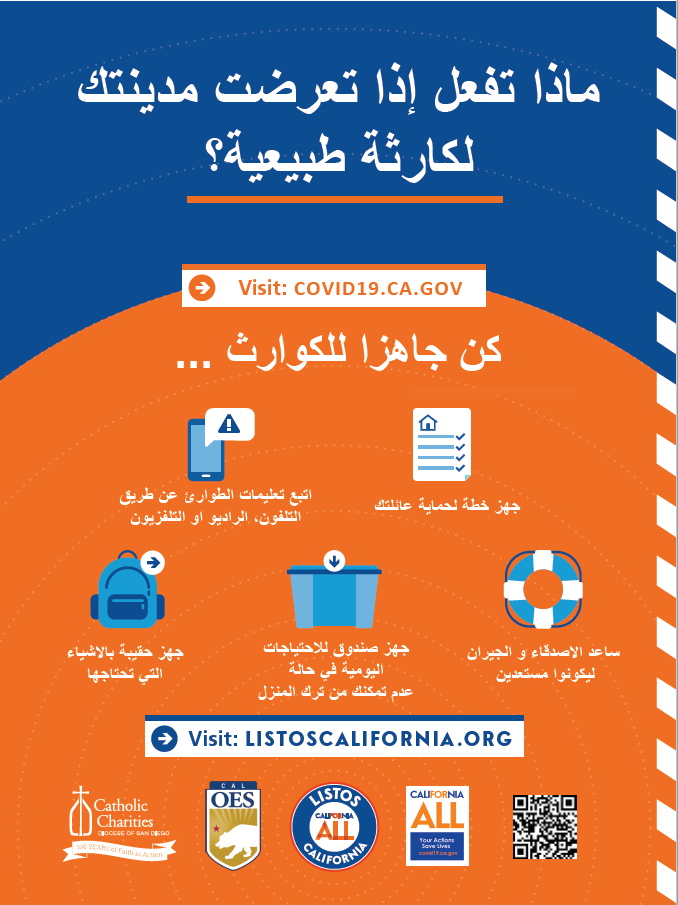 ماذا تفعل إذا تعرضت مدينتك
لكارثة طبيعية؟
Visit: COVID19.CA.GOV
كن جاهزا للكوارث ...
جهز خطة لحماية عائلتك
اتبع تعليمات الطوارئ عن طريق
التلفون، الراديو او التلفزيون
ساعد الاصدقاء و الجيران
ليكونوا مستعدين
جهز صندوق للاحتياجات
اليومية في حالة
عدم تمكنك من ترك المنزل
جهز حقيبة بالاشياء
التي تحتاجها
Visit: LISTOSCALIFORNIA.ORG
Catholic
Charities
DIOCESE OF SAN DIEGO
100 YEARS of Faith in Action
CAL
OES
LISTOS
CALIFORNIA
ALL
CALIFORNIA
CALIFORNIA
ALL
Your Actions
Save Lives
covid19.ca.gov